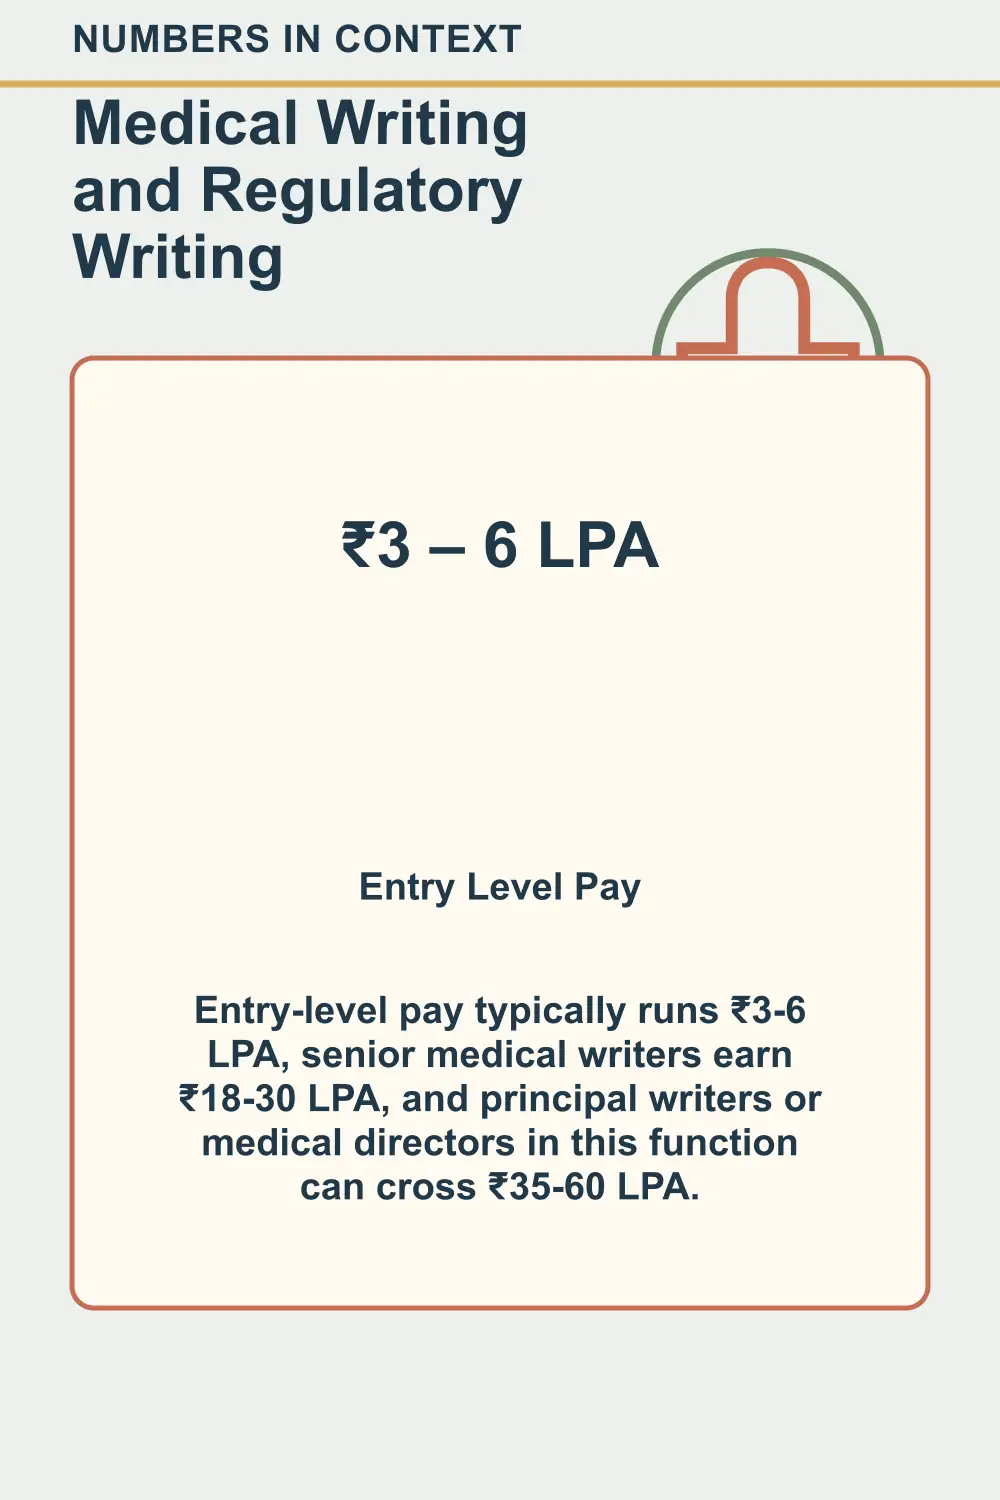 NUMBERS IN CONTEXT
Medical Writing
and Regulatory
Writing
₹3 – 6 LPA
Entry Level Pay
Entry-level pay typically runs ₹3-6
LPA, senior medical writers earn
₹18-30 LPA, and principal writers or
medical directors in this function
can cross ₹35-60 LPA.